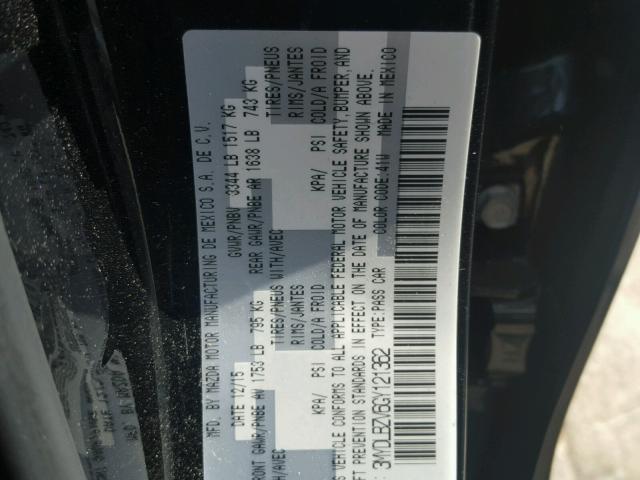 MFD. BY MAZDA MOTOR MANUFACTURING DE MEXICO S.A. DE C.V.
DATE 12/15 GVWR/PNBV 3344 LB 1517 KG
FRONT GAWR/PNBE AV 1753 LB 795 KG REAR GAWR/PNBE AR 1638 LB 743 KG
WITH/AVEC TIRES/PNEUS WITH/AVEC TIRES/PNEUS
RIMS/JANTES RIMS/JANTES
KPA/ PSI COLD/A FROID KPA/ PSI COLD/A FROID
VEHICLE CONFORMS TO ALL APPLICABLE FEDERAL MOTOR VEHICLE SAFETY, BUMPER, AND
THEFT PREVENTION STANDARDS IN EFFECT ON THE DATE OF MANUFACTURE SHOWN ABOVE.
: 3MYDLBZV6GY121362 TYPE:PASS CAR COLOR CODE:41W MADE IN MEXICO